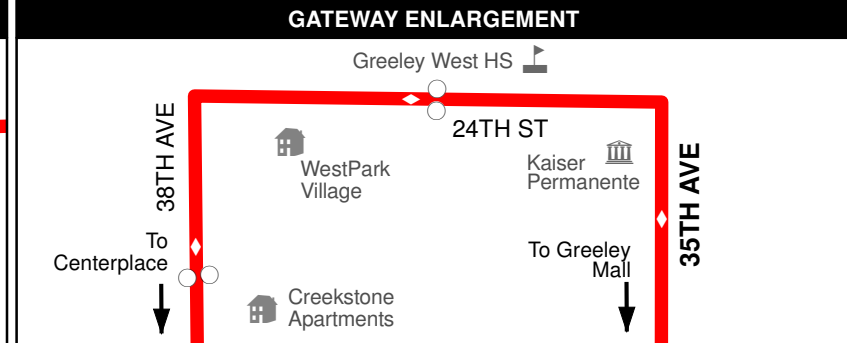 GATEWAY ENLARGEMENT
Greeley West HS
24TH ST
38TH AVE
WestPark
Village
Kaiser
Permanente
35TH AVE
To
Centerplace
To Greeley
Mall
Creekstone
Apartments